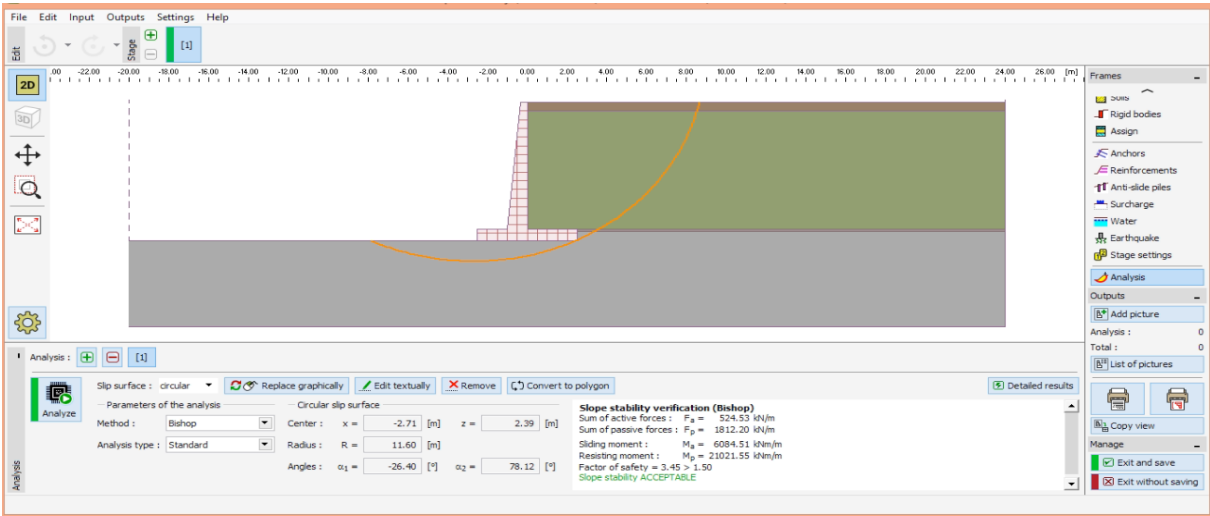 File Edit Input Outputs Settings Help
Edit
Stage
[1]
2D
3D
.00 -22.00 -20.00 -18.00 -16.00 -14.00 -12.00 -10.00 -8.00 -6.00 -4.00 -2.00 0.00 2.00 4.00 6.00 8.00 10.00 12.00 14.00 16.00 18.00 20.00 22.00 24.00 26.00 [m]
Frames
Soils
Rigid bodies
Assign
Anchors
Reinforcements
Anti-slide piles
Surcharge
Water
Earthquake
Stage settings
Analysis
Outputs
Add picture
Analysis : 0
Total : 0
List of pictures
Copy view
Manage
Exit and save
Exit without saving
Analysis : [1]
Analysis
Analyze
Slip surface : circular Replace graphically Edit textually Remove Convert to polygon Detailed results
Parameters of the analysis
Method : Bishop
Analysis type : Standard
Circular slip surface
Center : x = -2.71 [m] z = 2.39 [m]
Radius : R = 11.60 [m]
Angles : α1 = -26.40 [°] α2 = 78.12 [°]
Slope stability verification (Bishop)
Sum of active forces : Fa = 524.53 kN/m
Sum of passive forces : Fp = 1812.20 kN/m
Sliding moment : Ma = 6084.51 kNm/m
Resisting moment : Mp = 21021.55 kNm/m
Factor of safety = 3.45 > 1.50
Slope stability ACCEPTABLE